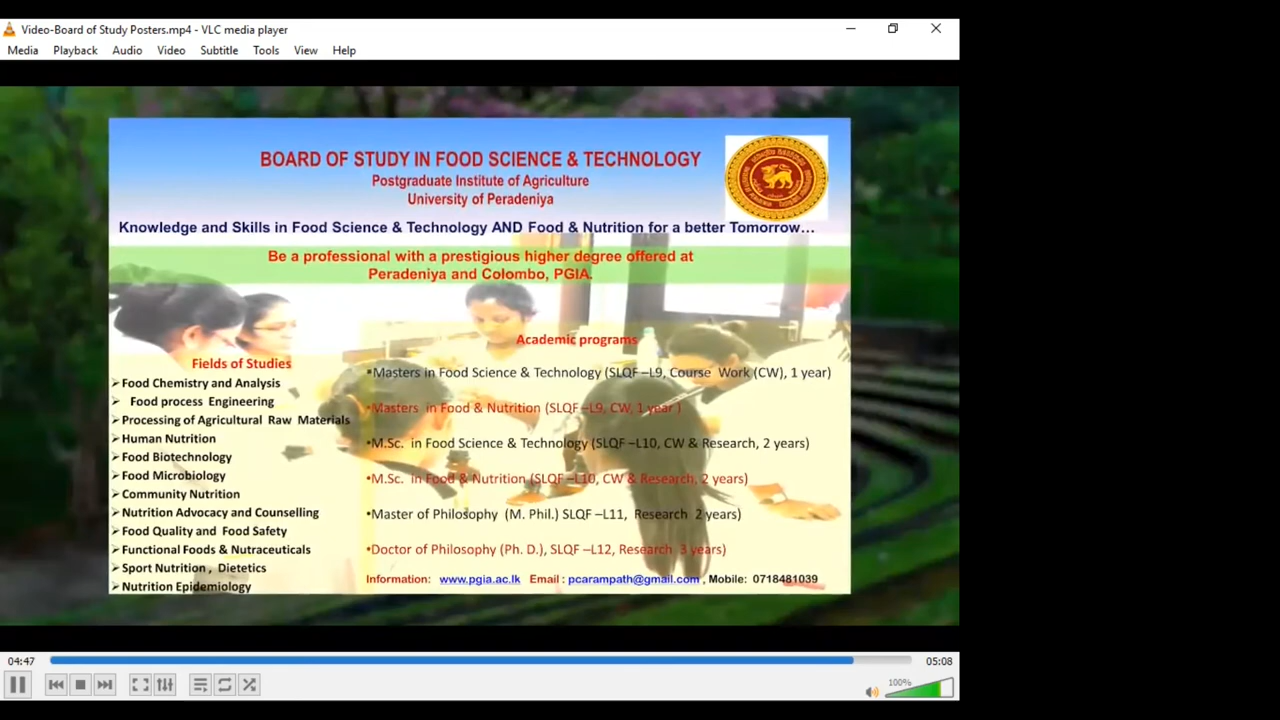 Video-Board of Study Posters.mp4 - VLC media player
Media Playback Audio Video Subtitle Tools View Help
BOARD OF STUDY IN FOOD SCIENCE & TECHNOLOGY
Postgraduate Institute of Agriculture
University of Peradeniya
Knowledge and Skills in Food Science & Technology AND Food & Nutrition for a better Tomorrow...
Be a professional with a prestigious higher degree offered at
Peradeniya and Colombo, PGIA.
Fields of Studies
➢Food Chemistry and Analysis
➢ Food process Engineering
➢Processing of Agricultural Raw Materials
➢Human Nutrition
➢Food Biotechnology
➢Food Microbiology
➢Community Nutrition
➢Nutrition Advocacy and Counselling
➢Food Quality and Food Safety
➢Functional Foods & Nutraceuticals
➢Sport Nutrition , Dietetics
➢Nutrition Epidemiology
Academic programs
▪Masters in Food Science & Technology (SLQF –L9, Course Work (CW), 1 year)
•Masters in Food & Nutrition (SLQF –L9, CW, 1 year )
•M.Sc. in Food Science & Technology (SLQF –L10, CW & Research, 2 years)
•M.Sc. in Food & Nutrition (SLQF –L10, CW & Research, 2 years)
•Master of Philosophy (M. Phil.) SLQF –L11, Research 2 years)
•Doctor of Philosophy (Ph. D.), SLQF –L12, Research 3 years)
Information: www.pgia.ac.lk Email : pcarampath@gmail.com , Mobile: 0718481039
04:47
05:08
100%